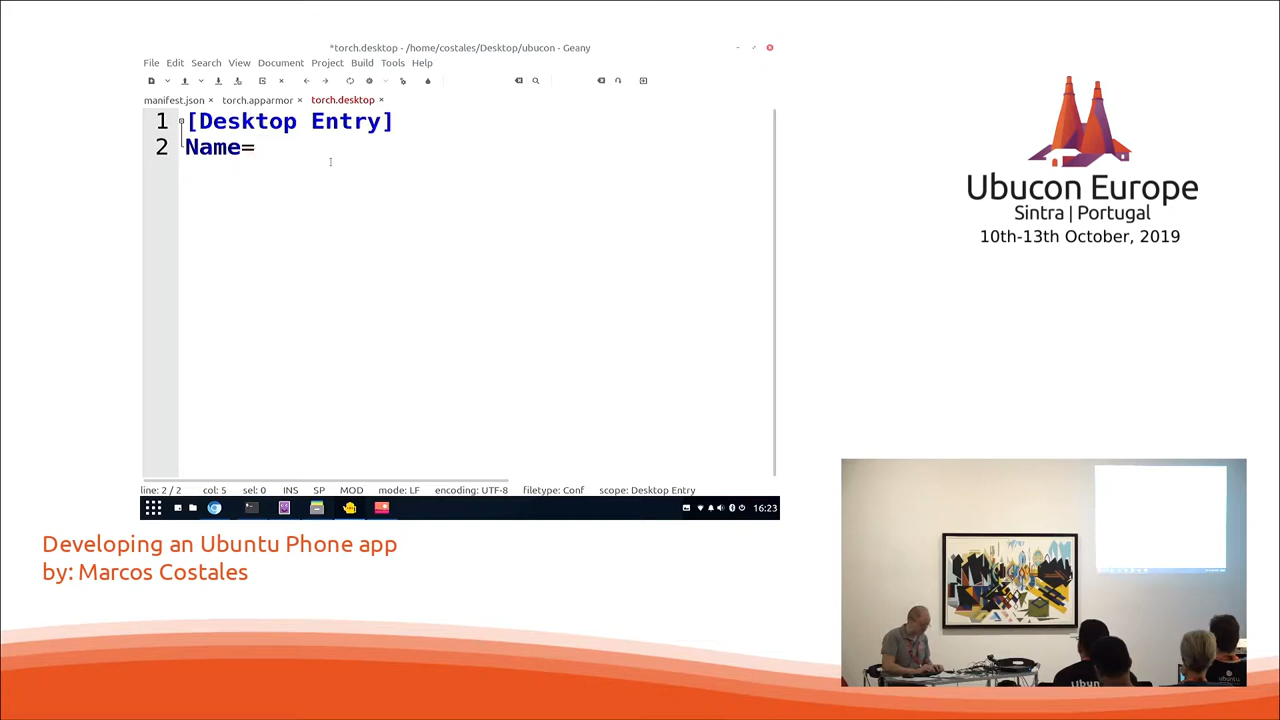 *torch.desktop - /home/costales/Desktop/ubucon - Geany
File Edit Search View Document Project Build Tools Help
manifest.json × torch.apparmor × torch.desktop ×
1 [Desktop Entry]
2 Name=
line: 2 / 2 col: 5 sel: 0 INS SP MOD mode: LF encoding: UTF-8 filetype: Conf scope: Desktop Entry
16:23
Ubucon Europe
Sintra | Portugal
10th-13th October, 2019
Developing an Ubuntu Phone app
by: Marcos Costales
ubuntu
ubuntu